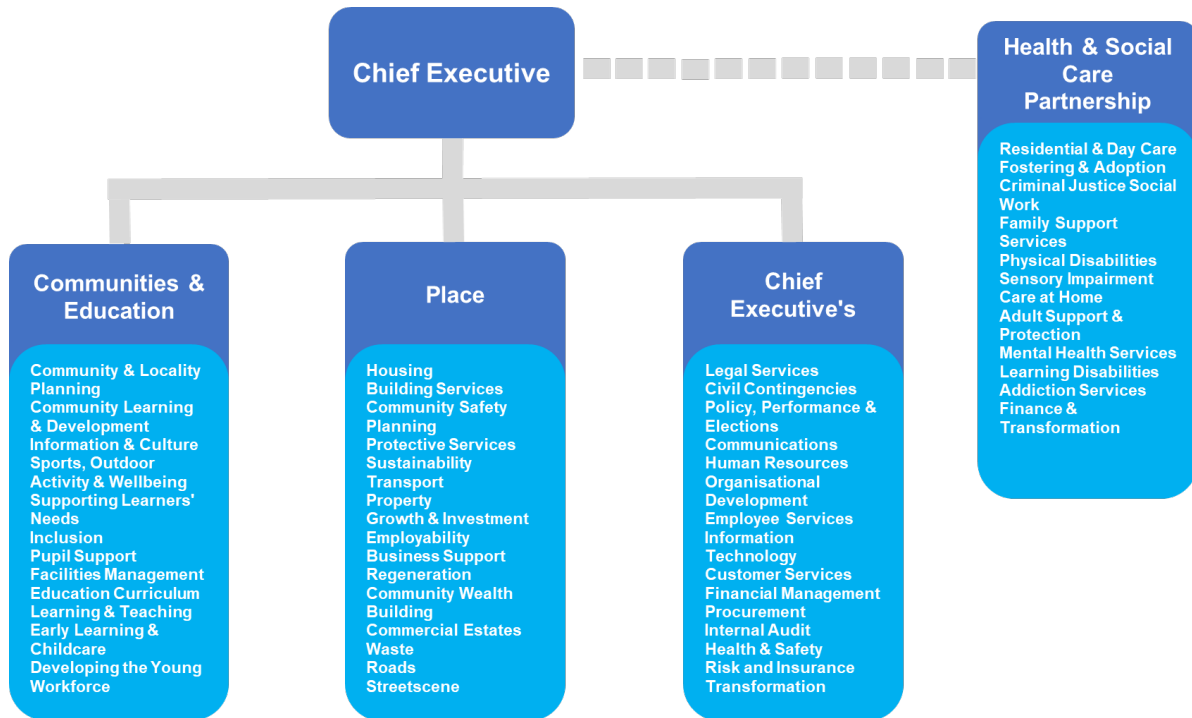 Chief Executive
Health & Social
Care
Partnership
Residential & Day Care
Fostering & Adoption
Criminal Justice Social
Work
Family Support
Services
Physical Disabilities
Sensory Impairment
Care at Home
Adult Support &
Protection
Mental Health Services
Learning Disabilities
Addiction Services
Finance &
Transformation
Communities &
Education
Community & Locality
Planning
Community Learning
& Development
Information & Culture
Sports, Outdoor
Activity & Wellbeing
Supporting Learners'
Needs
Inclusion
Pupil Support
Facilities Management
Education Curriculum
Learning & Teaching
Early Learning &
Childcare
Developing the Young
Workforce
Place
Housing
Building Services
Community Safety
Planning
Protective Services
Sustainability
Transport
Property
Growth & Investment
Employability
Business Support
Regeneration
Community Wealth
Building
Commercial Estates
Waste
Roads
Streetscene
Chief
Executive's
Legal Services
Civil Contingencies
Policy, Performance &
Elections
Communications
Human Resources
Organisational
Development
Employee Services
Information
Technology
Customer Services
Financial Management
Procurement
Internal Audit
Health & Safety
Risk and Insurance
Transformation